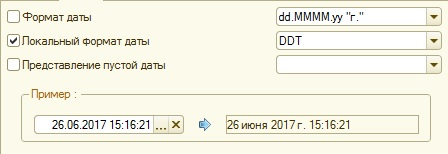 Формат даты dd.MMMM.yy "г."
Локальный формат даты DDT
Представление пустой даты
Пример :
26.06.2017 15:16:21 ... × 26 июня 2017 г. 15:16:21